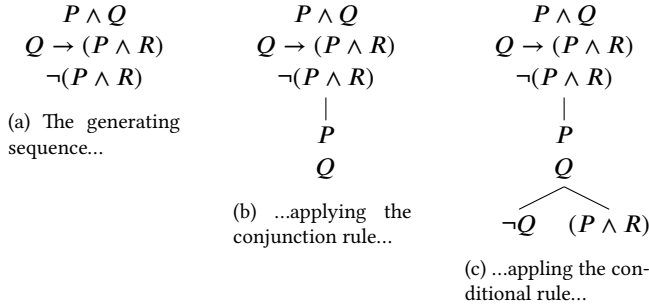 P ∧ Q
Q → (P ∧ R)
¬(P ∧ R)
(a) The generating
sequence...
P ∧ Q
Q → (P ∧ R)
¬(P ∧ R)
P
Q
(b) ...applying the
conjunction rule...
P ∧ Q
Q → (P ∧ R)
¬(P ∧ R)
P
Q
¬Q (P ∧ R)
(c) ...appling the con-
ditional rule...